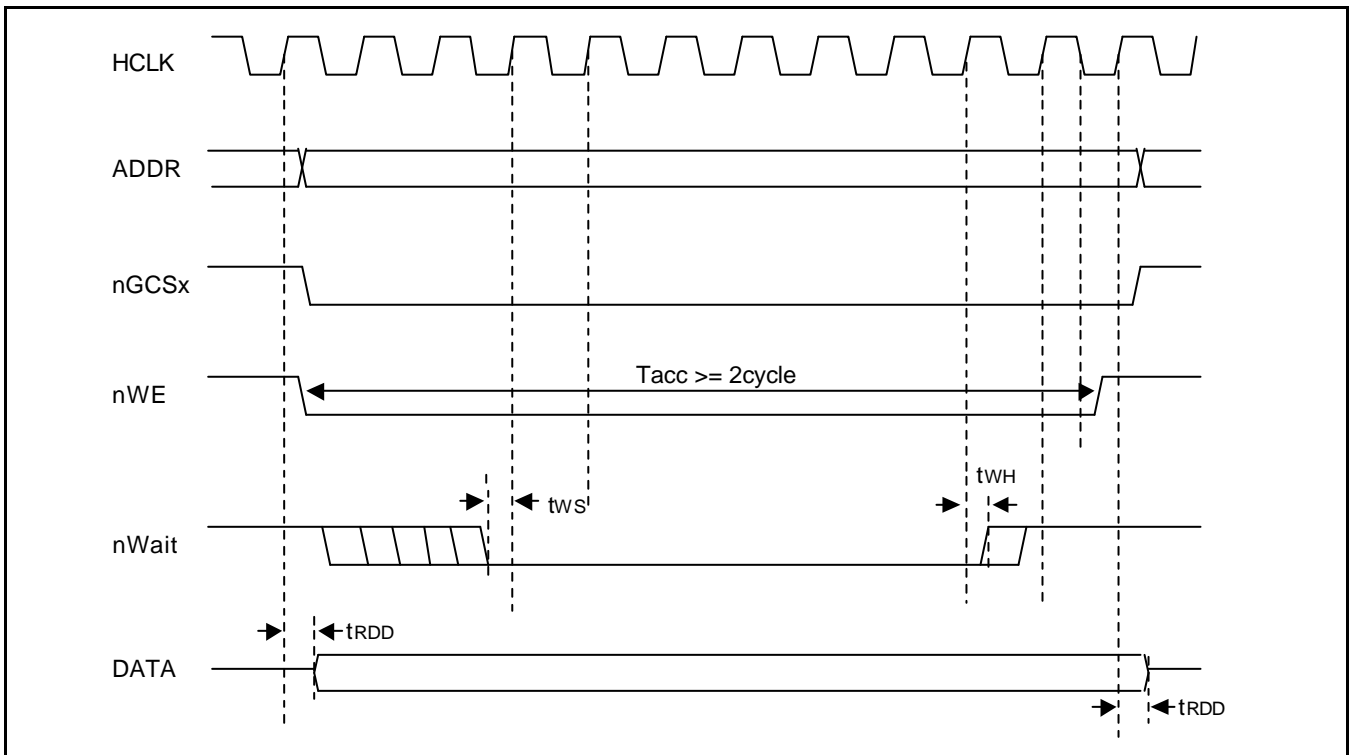 HCLK
ADDR
nGCSx
Tacc >= 2cycle
nWE
tWH
tWS
nWait
tRDD
DATA
tRDD